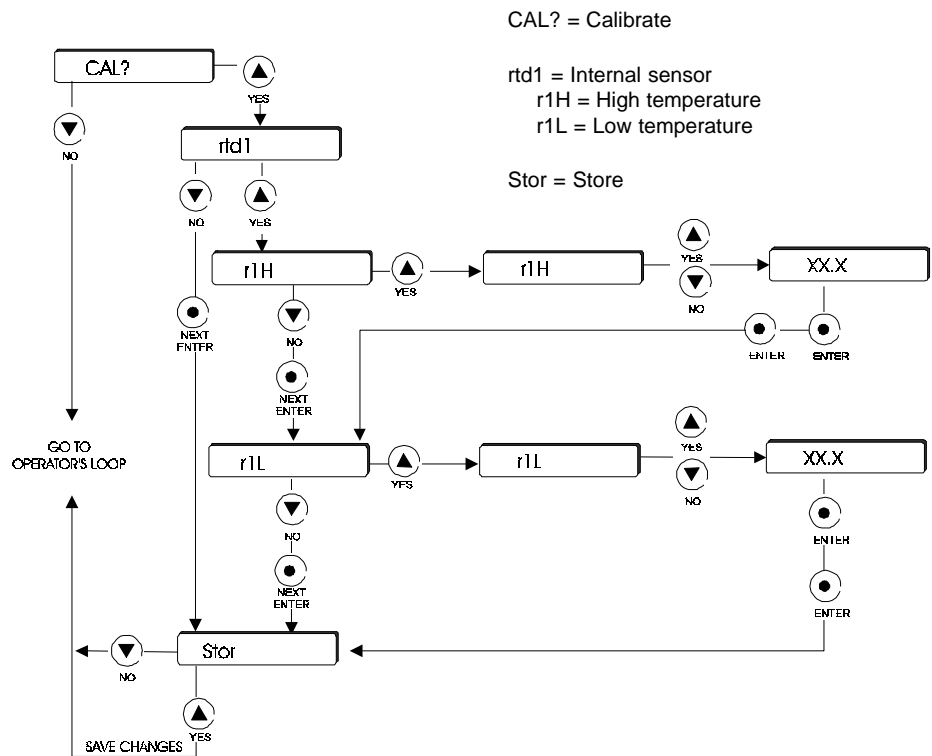 CAL? = Calibrate
CAL?
YES
NO
rtd1 = Internal sensor
r1H = High temperature
r1L = Low temperature
Stor = Store
rtd1
NO
YES
r1H
YES
r1H
YES
NO
XX.X
NEXT
ENTER
NO
ENTER
ENTER
NEXT
ENTER
GO TO
OPERATOR'S LOOP
r1L
YES
r1L
YES
NO
XX.X
NO
ENTER
NEXT
ENTER
ENTER
Stor
NO
YES
SAVE CHANGES